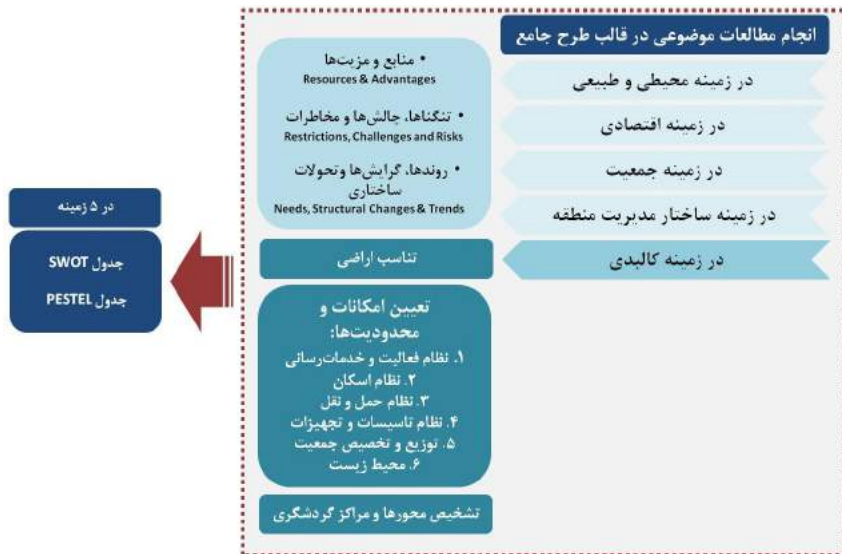 انجام مطالعات موضوعی در قالب طرح جامع
در زمینه محیطی و طبیعی
در زمینه اقتصادی
در زمینه جمعیت
در زمینه ساختار مدیریت منطقه
در زمینه کالبدی
• منابع و مزیت‌ها
Resources & Advantages
• تنگناها، چالش‌ها و مخاطرات
Restrictions, Challenges and Risks
• روندها، گرایش‌ها و تحولات
ساختاری
Needs, Structural Changes & Trends
تناسب اراضی
تعیین امکانات و
محدودیت‌ها:
۱. نظام فعالیت و خدمات‌رسانی
۲. نظام اسکان
۳. نظام حمل و نقل
۴. نظام تاسیسات و تجهیزات
۵. توزیع و تخصیص جمعیت
۶. محیط زیست
تشخیص محورها و مراکز گردشگری
در ۵ زمینه
جدول SWOT
جدول PESTEL